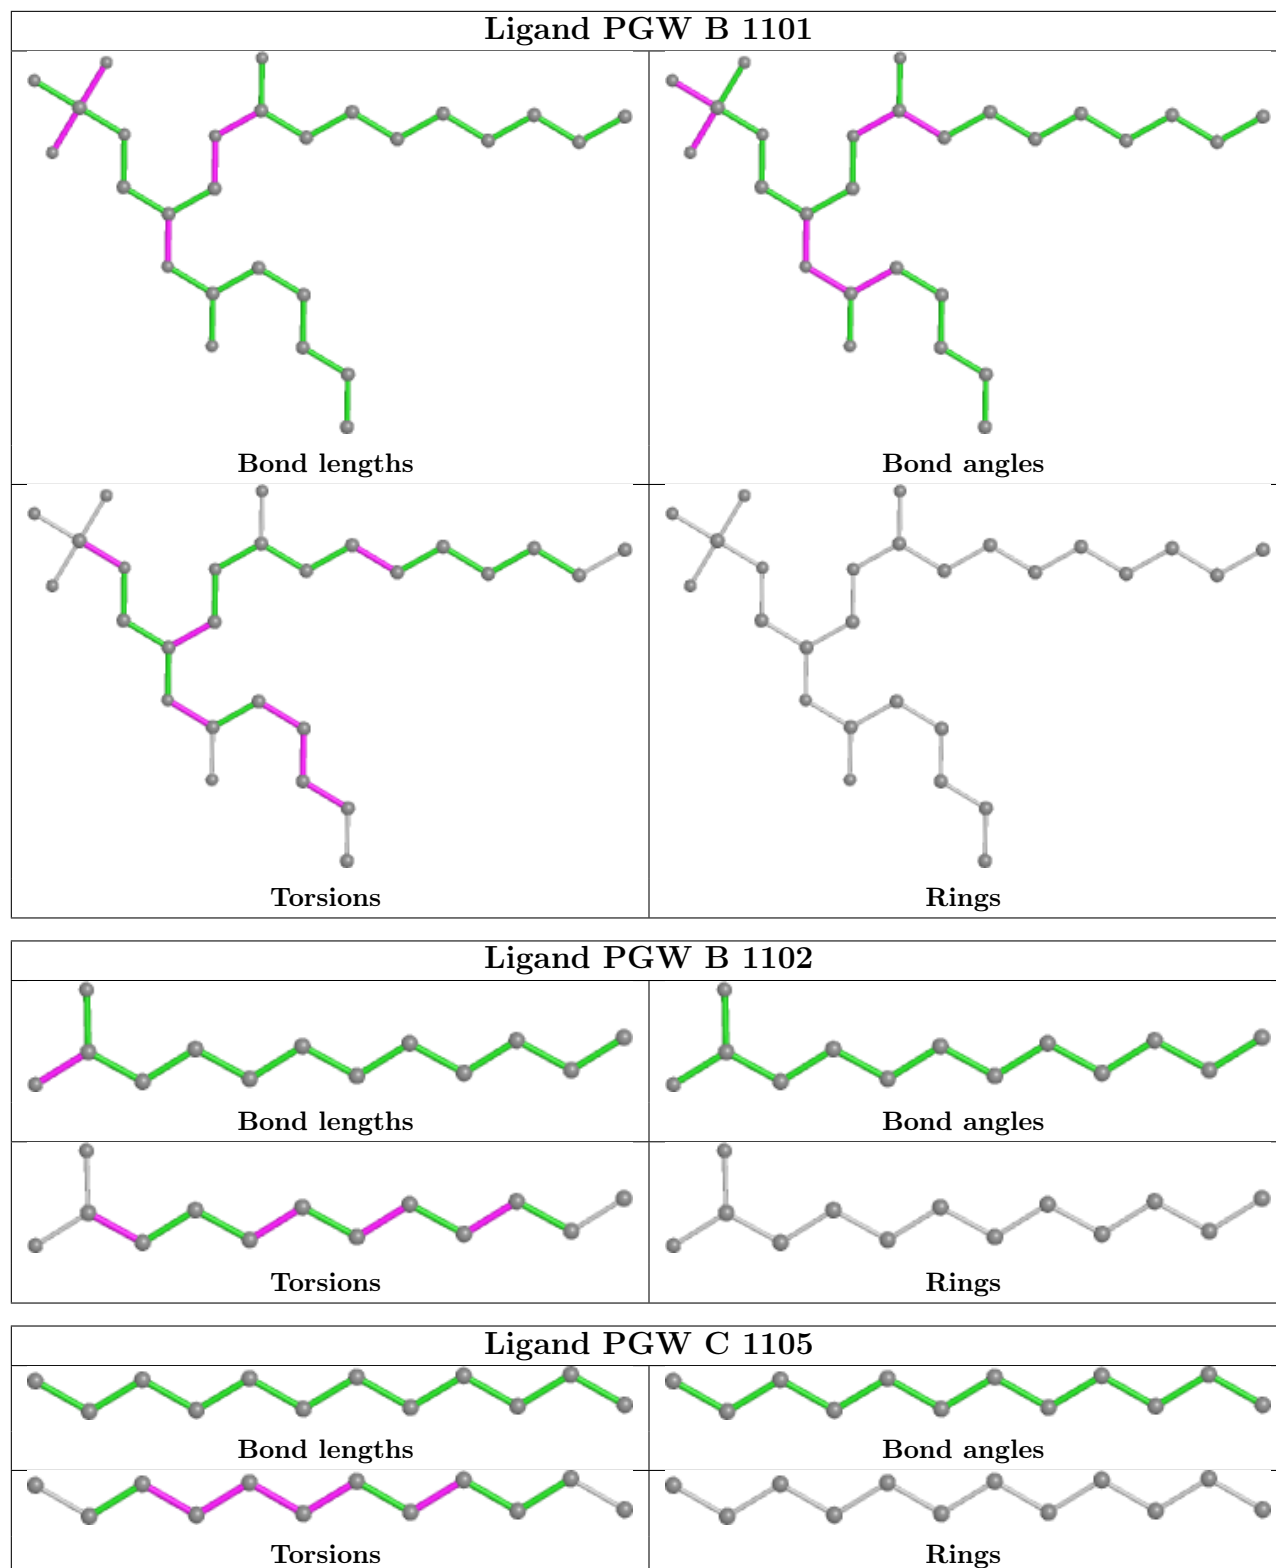 Ligand PGW B 1101
Bond lengths
Bond angles
Torsions
Rings
Ligand PGW B 1102
Bond lengths
Bond angles
Torsions
Rings
Ligand PGW C 1105
Bond lengths
Bond angles
Torsions
Rings